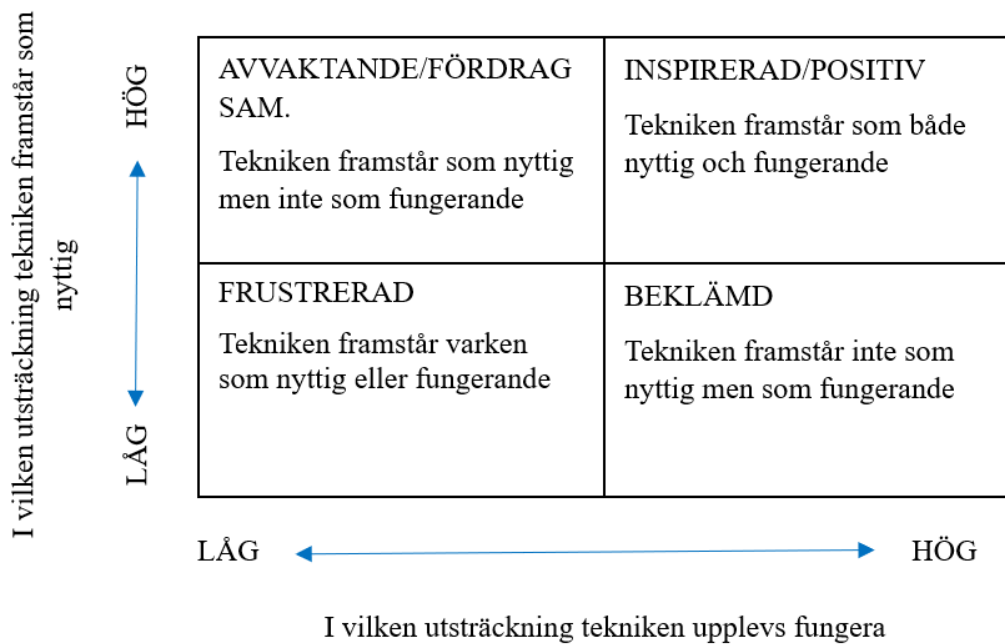 I vilken utsträckning tekniken framstår som
nyttig
HÖG
LÅG
AVVAKTANDE/FÖRDRAG
SAM.
Tekniken framstår som nyttig
men inte som fungerande
INSPIRERAD/POSITIV
Tekniken framstår som både
nyttig och fungerande
FRUSTRERAD
Tekniken framstår varken
som nyttig eller fungerande
BEKLÄMD
Tekniken framstår inte som
nyttig men som fungerande
LÅG
HÖG
I vilken utsträckning tekniken upplevs fungera